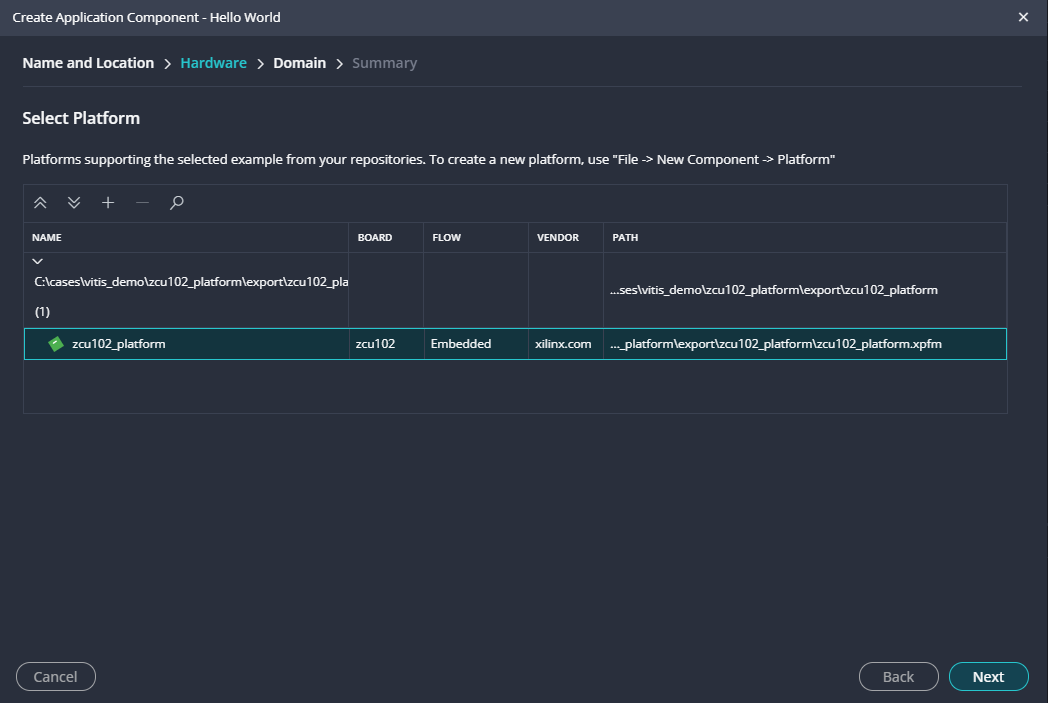 Create Application Component - Hello World
Name and Location > Hardware > Domain > Summary
Select Platform
Platforms supporting the selected example from your repositories. To create a new platform, use "File -> New Component -> Platform"
NAME BOARD FLOW VENDOR PATH
C:\cases\vitis_demo\zcu102_platform\export\zcu102_pla
...ses\vitis_demo\zcu102_platform\export\zcu102_platform
(1)
zcu102_platform zcu102 Embedded xilinx.com ..._platform\export\zcu102_platform\zcu102_platform.xpfm
Cancel Back Next